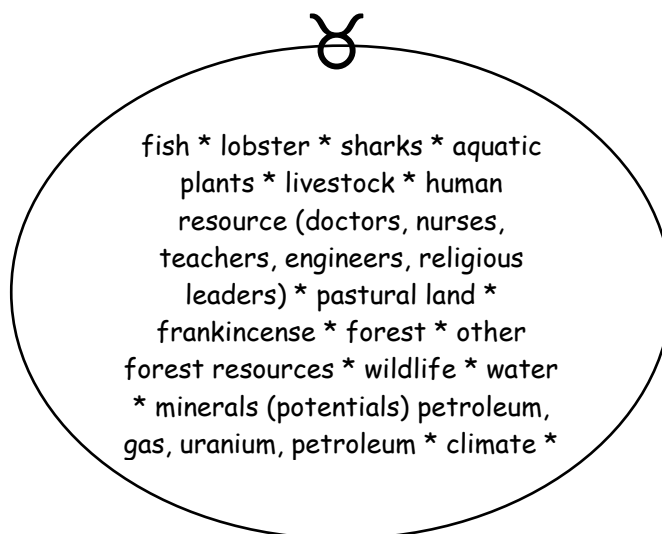 fish * lobster * sharks * aquatic
plants * livestock * human
resource (doctors, nurses,
teachers, engineers, religious
leaders) * pastural land *
frankincense * forest * other
forest resources * wildlife * water
* minerals (potentials) petroleum,
gas, uranium, petroleum * climate *